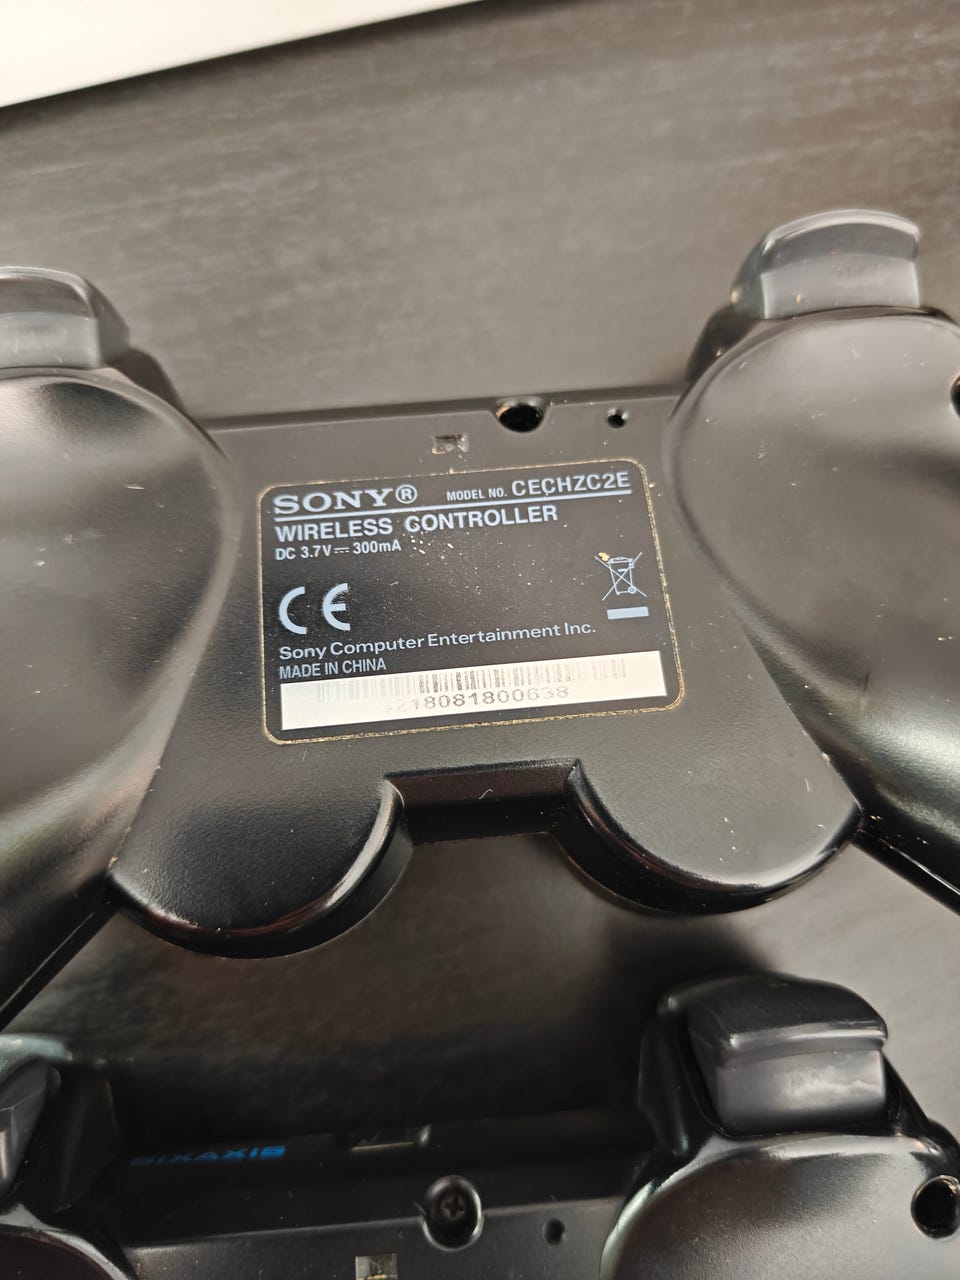 SONY® MODEL NO. CECHZC2E
WIRELESS CONTROLLER
DC 3.7V⎓300mA
CE
Sony Computer Entertainment Inc.
MADE IN CHINA
218081800638
SIXAXIS